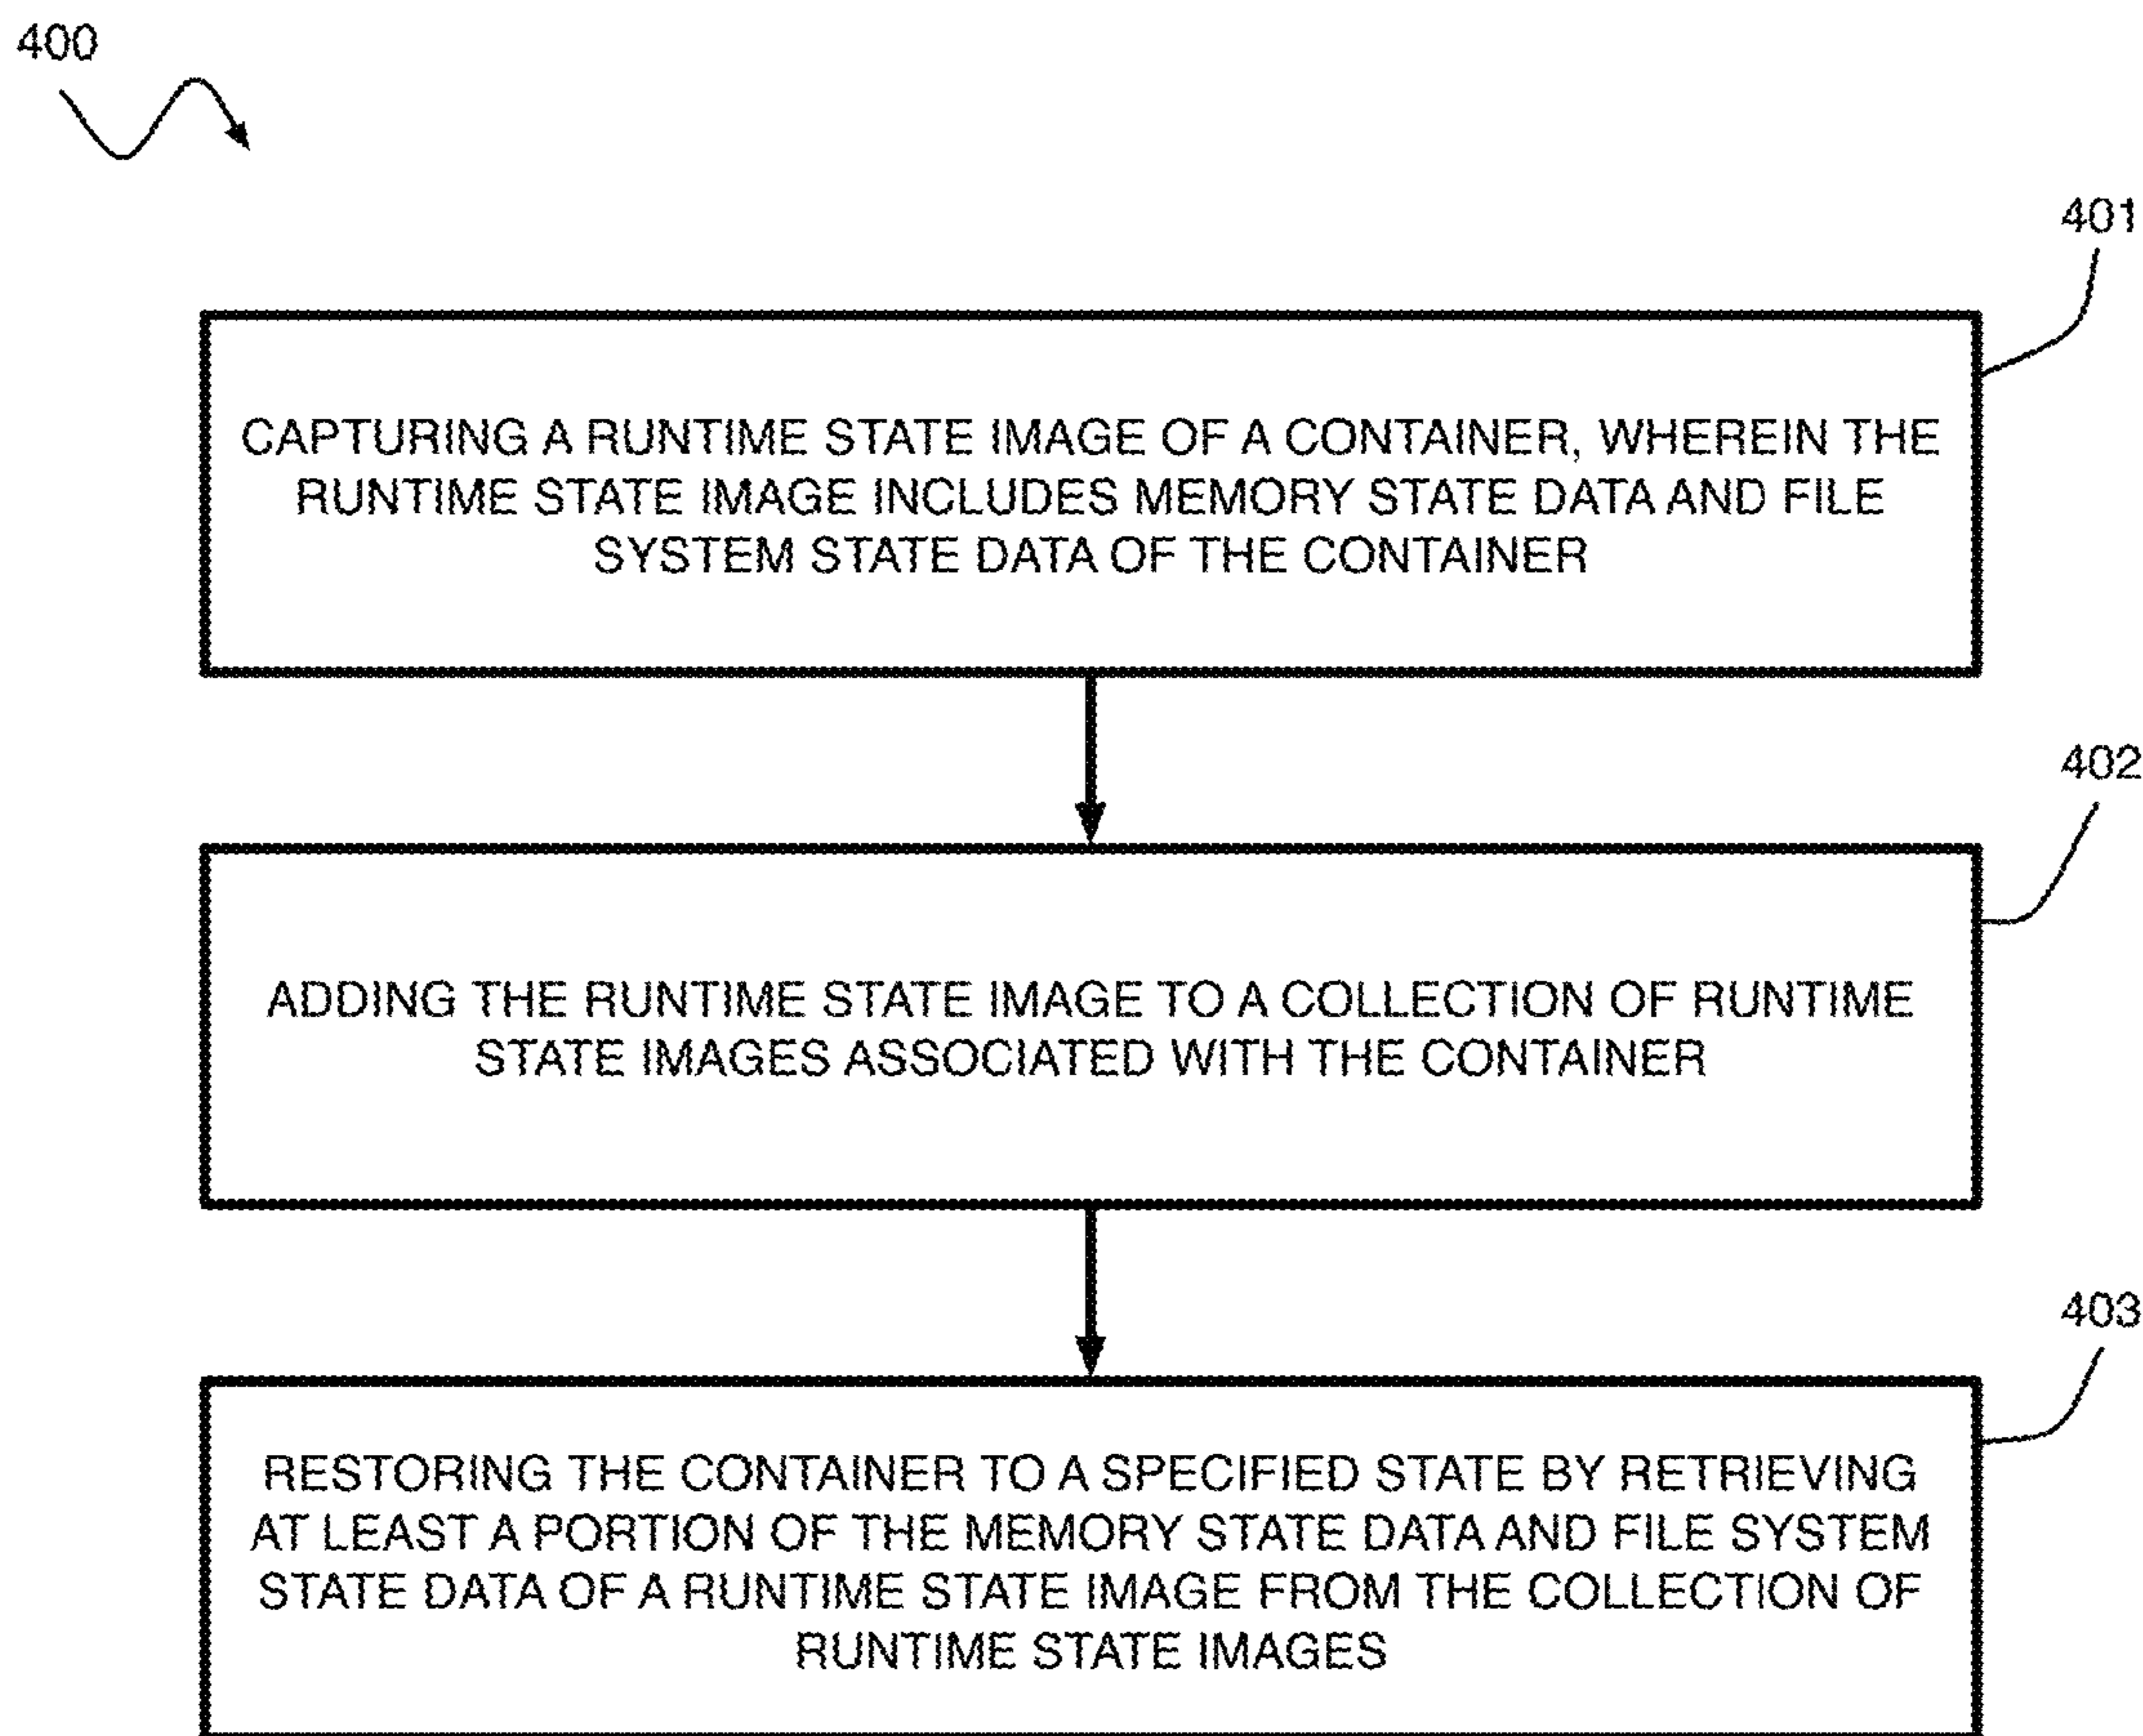 400
401
CAPTURING A RUNTIME STATE IMAGE OF A CONTAINER, WHEREIN THE
RUNTIME STATE IMAGE INCLUDES MEMORY STATE DATA AND FILE
SYSTEM STATE DATA OF THE CONTAINER
402
ADDING THE RUNTIME STATE IMAGE TO A COLLECTION OF RUNTIME
STATE IMAGES ASSOCIATED WITH THE CONTAINER
403
RESTORING THE CONTAINER TO A SPECIFIED STATE BY RETRIEVING
AT LEAST A PORTION OF THE MEMORY STATE DATA AND FILE SYSTEM
STATE DATA OF A RUNTIME STATE IMAGE FROM THE COLLECTION OF
RUNTIME STATE IMAGES